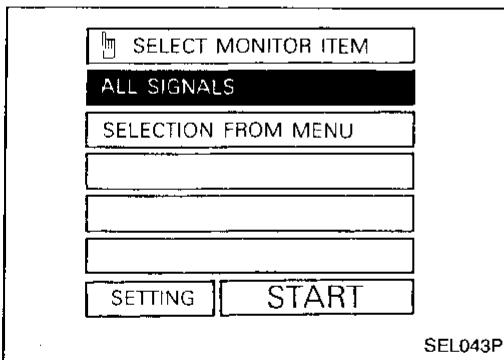 SELECT MONITOR ITEM
ALL SIGNALS
SELECTION FROM MENU
SETTING START
SEL043P